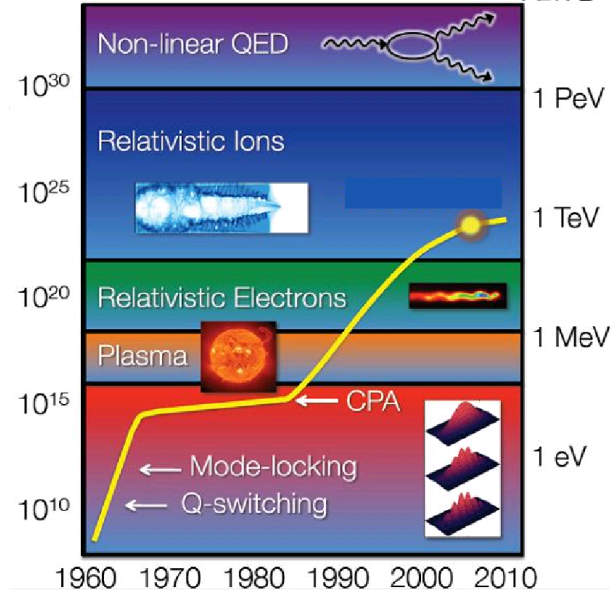 Non-linear QED
10³⁰
1 PeV
Relativistic Ions
10²⁵
1 TeV
10²⁰
Relativistic Electrons
1 MeV
Plasma
10¹⁵
CPA
1 eV
Mode-locking
10¹⁰
Q-switching
1960 1970 1980 1990 2000 2010